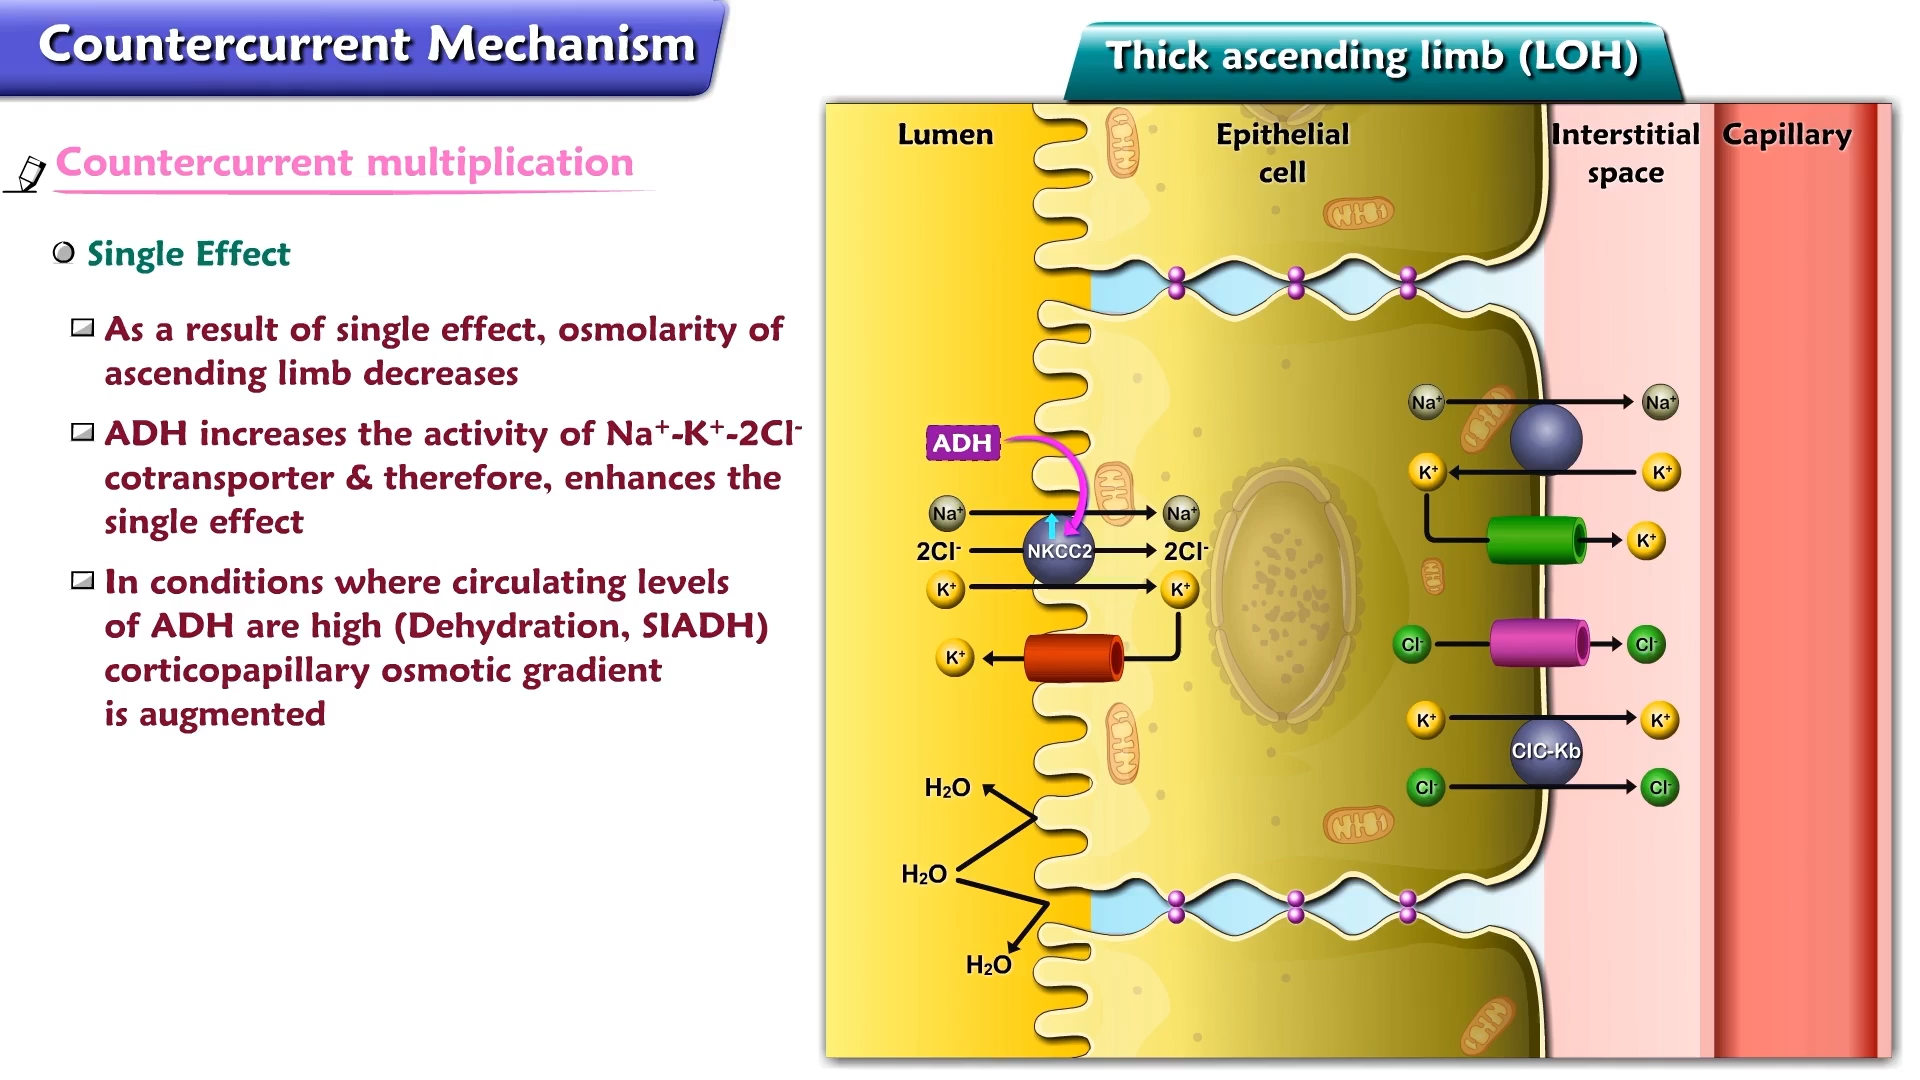 Countercurrent Mechanism
Thick ascending limb (LOH)
Countercurrent multiplication
Single Effect
As a result of single effect, osmolarity of
ascending limb decreases
ADH increases the activity of Na⁺-K⁺-2Cl⁻
cotransporter & therefore, enhances the
single effect
In conditions where circulating levels
of ADH are high (Dehydration, SIADH)
corticopapillary osmotic gradient
is augmented
Lumen
Epithelial
cell
Interstitial
space
Capillary
ADH
Na⁺
Na⁺
2Cl⁻
NKCC2
2Cl⁻
K⁺
K⁺
K⁺
H₂O
H₂O
H₂O
Na⁺
Na⁺
K⁺
K⁺
K⁺
Cl⁻
Cl⁻
K⁺
K⁺
ClC-Kb
Cl⁻
Cl⁻